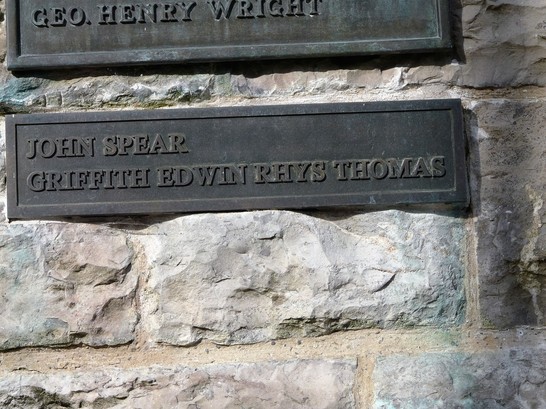 GEO. HENRY WRIGHT
JOHN SPEAR
GRIFFITH EDWIN RHYS THOMAS